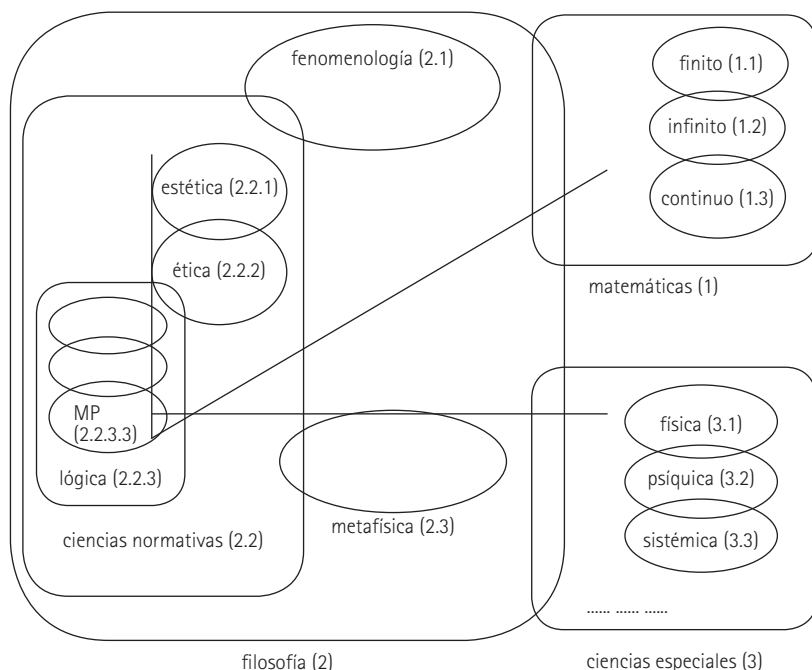 fenomenología (2.1)
estética (2.2.1)
ética (2.2.2)
MP
(2.2.3.3)
lógica (2.2.3)
ciencias normativas (2.2)
metafísica (2.3)
filosofía (2)
finito (1.1)
infinito (1.2)
continuo (1.3)
matemáticas (1)
física (3.1)
psíquica (3.2)
sistémica (3.3)
...... ...... ......
ciencias especiales (3)